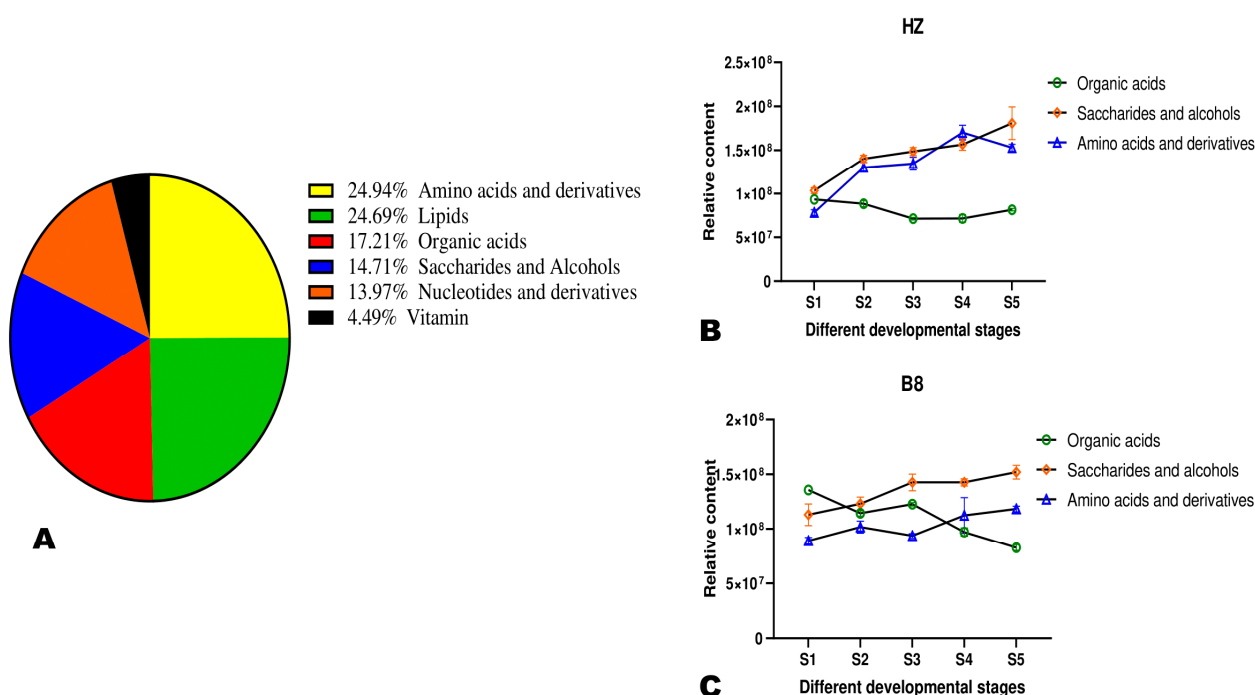 24.94% Amino acids and derivatives
24.69% Lipids
17.21% Organic acids
14.71% Saccharides and Alcohols
13.97% Nucleotides and derivatives
4.49% Vitamin
A
HZ
2.5×10⁸
2×10⁸
1.5×10⁸
1×10⁸
5×10⁷
0
Relative content
S1 S2 S3 S4 S5
Different developmental stages
Organic acids
Saccharides and alcohols
Amino acids and derivatives
B
B8
2×10⁸
1.5×10⁸
1×10⁸
5×10⁷
0
Relative content
S1 S2 S3 S4 S5
Different developmental stages
Organic acids
Saccharides and alcohols
Amino acids and derivatives
C